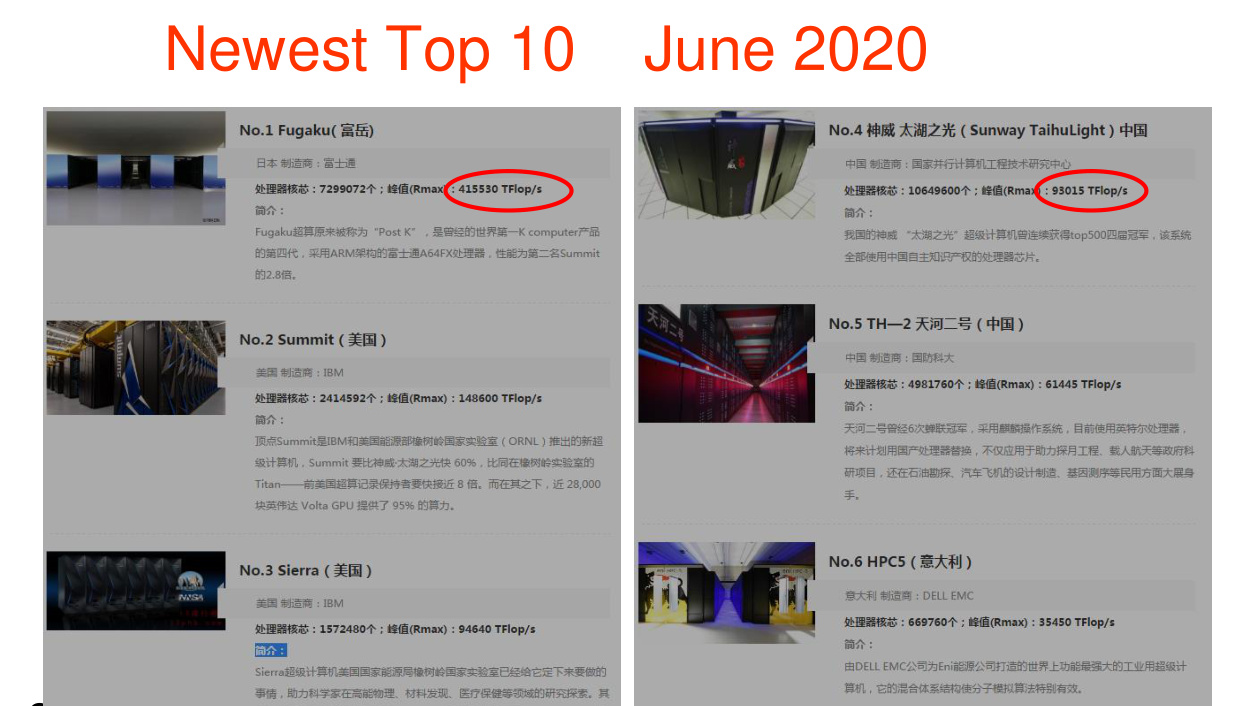 Newest Top 10 June 2020
No.1 Fugaku( 富岳)
日本 制造商：富士通
处理器核芯：7299072个；峰值(Rmax)：415530 TFlop/s
简介：
Fugaku超算原来被称为“Post K”，是曾经的世界第一K computer产品
的第四代，采用ARM架构的富士通A64FX处理器，性能为第二名Summit
的2.8倍。
No.2 Summit（美国）
美国 制造商：IBM
处理器核芯：2414592个；峰值(Rmax)：148600 TFlop/s
简介：
顶点Summit是IBM和美国能源部橡树岭国家实验室（ORNL）推出的新超
级计算机，Summit 要比神威·太湖之光快 60%，比同在橡树岭实验室的
Titan——前美国超算记录保持者要快接近 8 倍。而在其之下，近 28,000
块英伟达 Volta GPU 提供了 95% 的算力。
No.3 Sierra（美国）
美国 制造商：IBM
处理器核芯：1572480个；峰值(Rmax)：94640 TFlop/s
简介：
Sierra超级计算机美国国家能源局橡树岭国家实验室已经给它定下来要做的
事情，助力科学家在高能物理、材料发现、医疗保健等领域的研究探索。其
No.4 神威 太湖之光（Sunway TaihuLight）中国
中国 制造商：国家并行计算机工程技术研究中心
处理器核芯：10649600个；峰值(Rmax)：93015 TFlop/s
简介：
我国的神威 “太湖之光”超级计算机曾连续获得top500四届冠军，该系统
全部使用中国自主知识产权的处理器芯片。
天河二号
No.5 TH—2 天河二号（中国）
中国 制造商：国防科大
处理器核芯：4981760个；峰值(Rmax)：61445 TFlop/s
简介：
天河二号曾经6次蝉联冠军，采用麒麟操作系统，目前使用英特尔处理器，
将来计划用国产处理器替换，不仅应用于助力探月工程、载人航天等政府科
研项目，还在石油勘探、汽车飞机的设计制造、基因测序等民用方面大展身
手。
No.6 HPC5（意大利）
意大利 制造商：DELL EMC
处理器核芯：669760个；峰值(Rmax)：35450 TFlop/s
简介：
由DELL EMC公司为Eni能源公司打造的世界上功能最强大的工业用超级计
算机，它的混合体系结构使分子模拟算法特别有效。